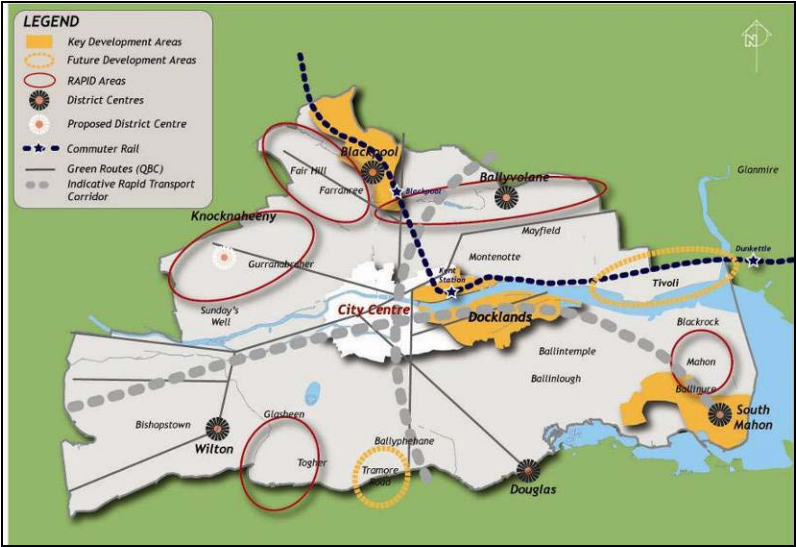 LEGEND
Key Development Areas
Future Development Areas
RAPID Areas
District Centres
Proposed District Centre
Commuter Rail
Green Routes (QBC)
Indicative Rapid Transport
Corridor
N
Blackpool
Fair Hill
Farranree
Blackpool
Ballyvolane
Glanmire
Knocknaheeny
Mayfield
Gurranabraher
Montenotte
Dunkettle
Kent
Station
Tivoli
Sunday's
Well
City Centre
Docklands
Blackrock
Ballintemple
Mahon
Ballinlough
Ballinure
South
Mahon
Glasheen
Bishopstown
Wilton
Ballyphehane
Togher
Tramore
Road
Douglas